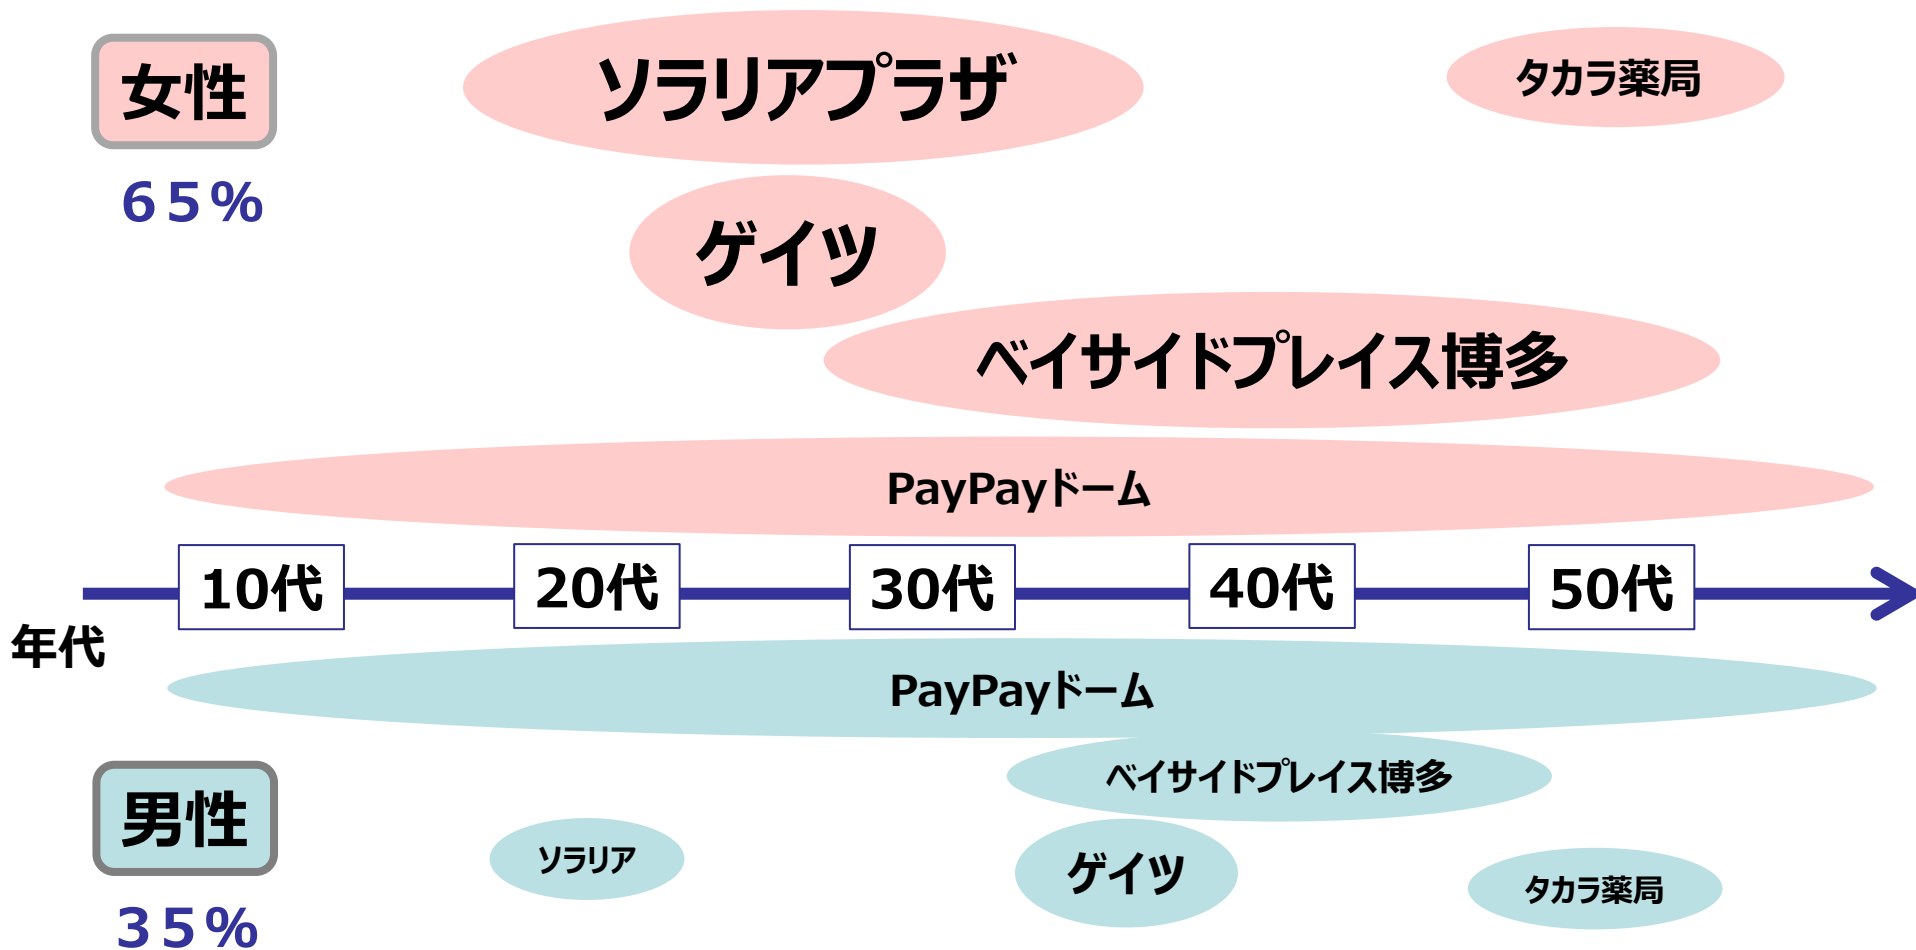 女性
ソラリアプラザ
タカラ薬局
65%
ゲイツ
ベイサイドプレイス博多
PayPayドーム
10代
20代
30代
40代
50代
年代
PayPayドーム
ベイサイドプレイス博多
男性
ソラリア
ゲイツ
タカラ薬局
35%